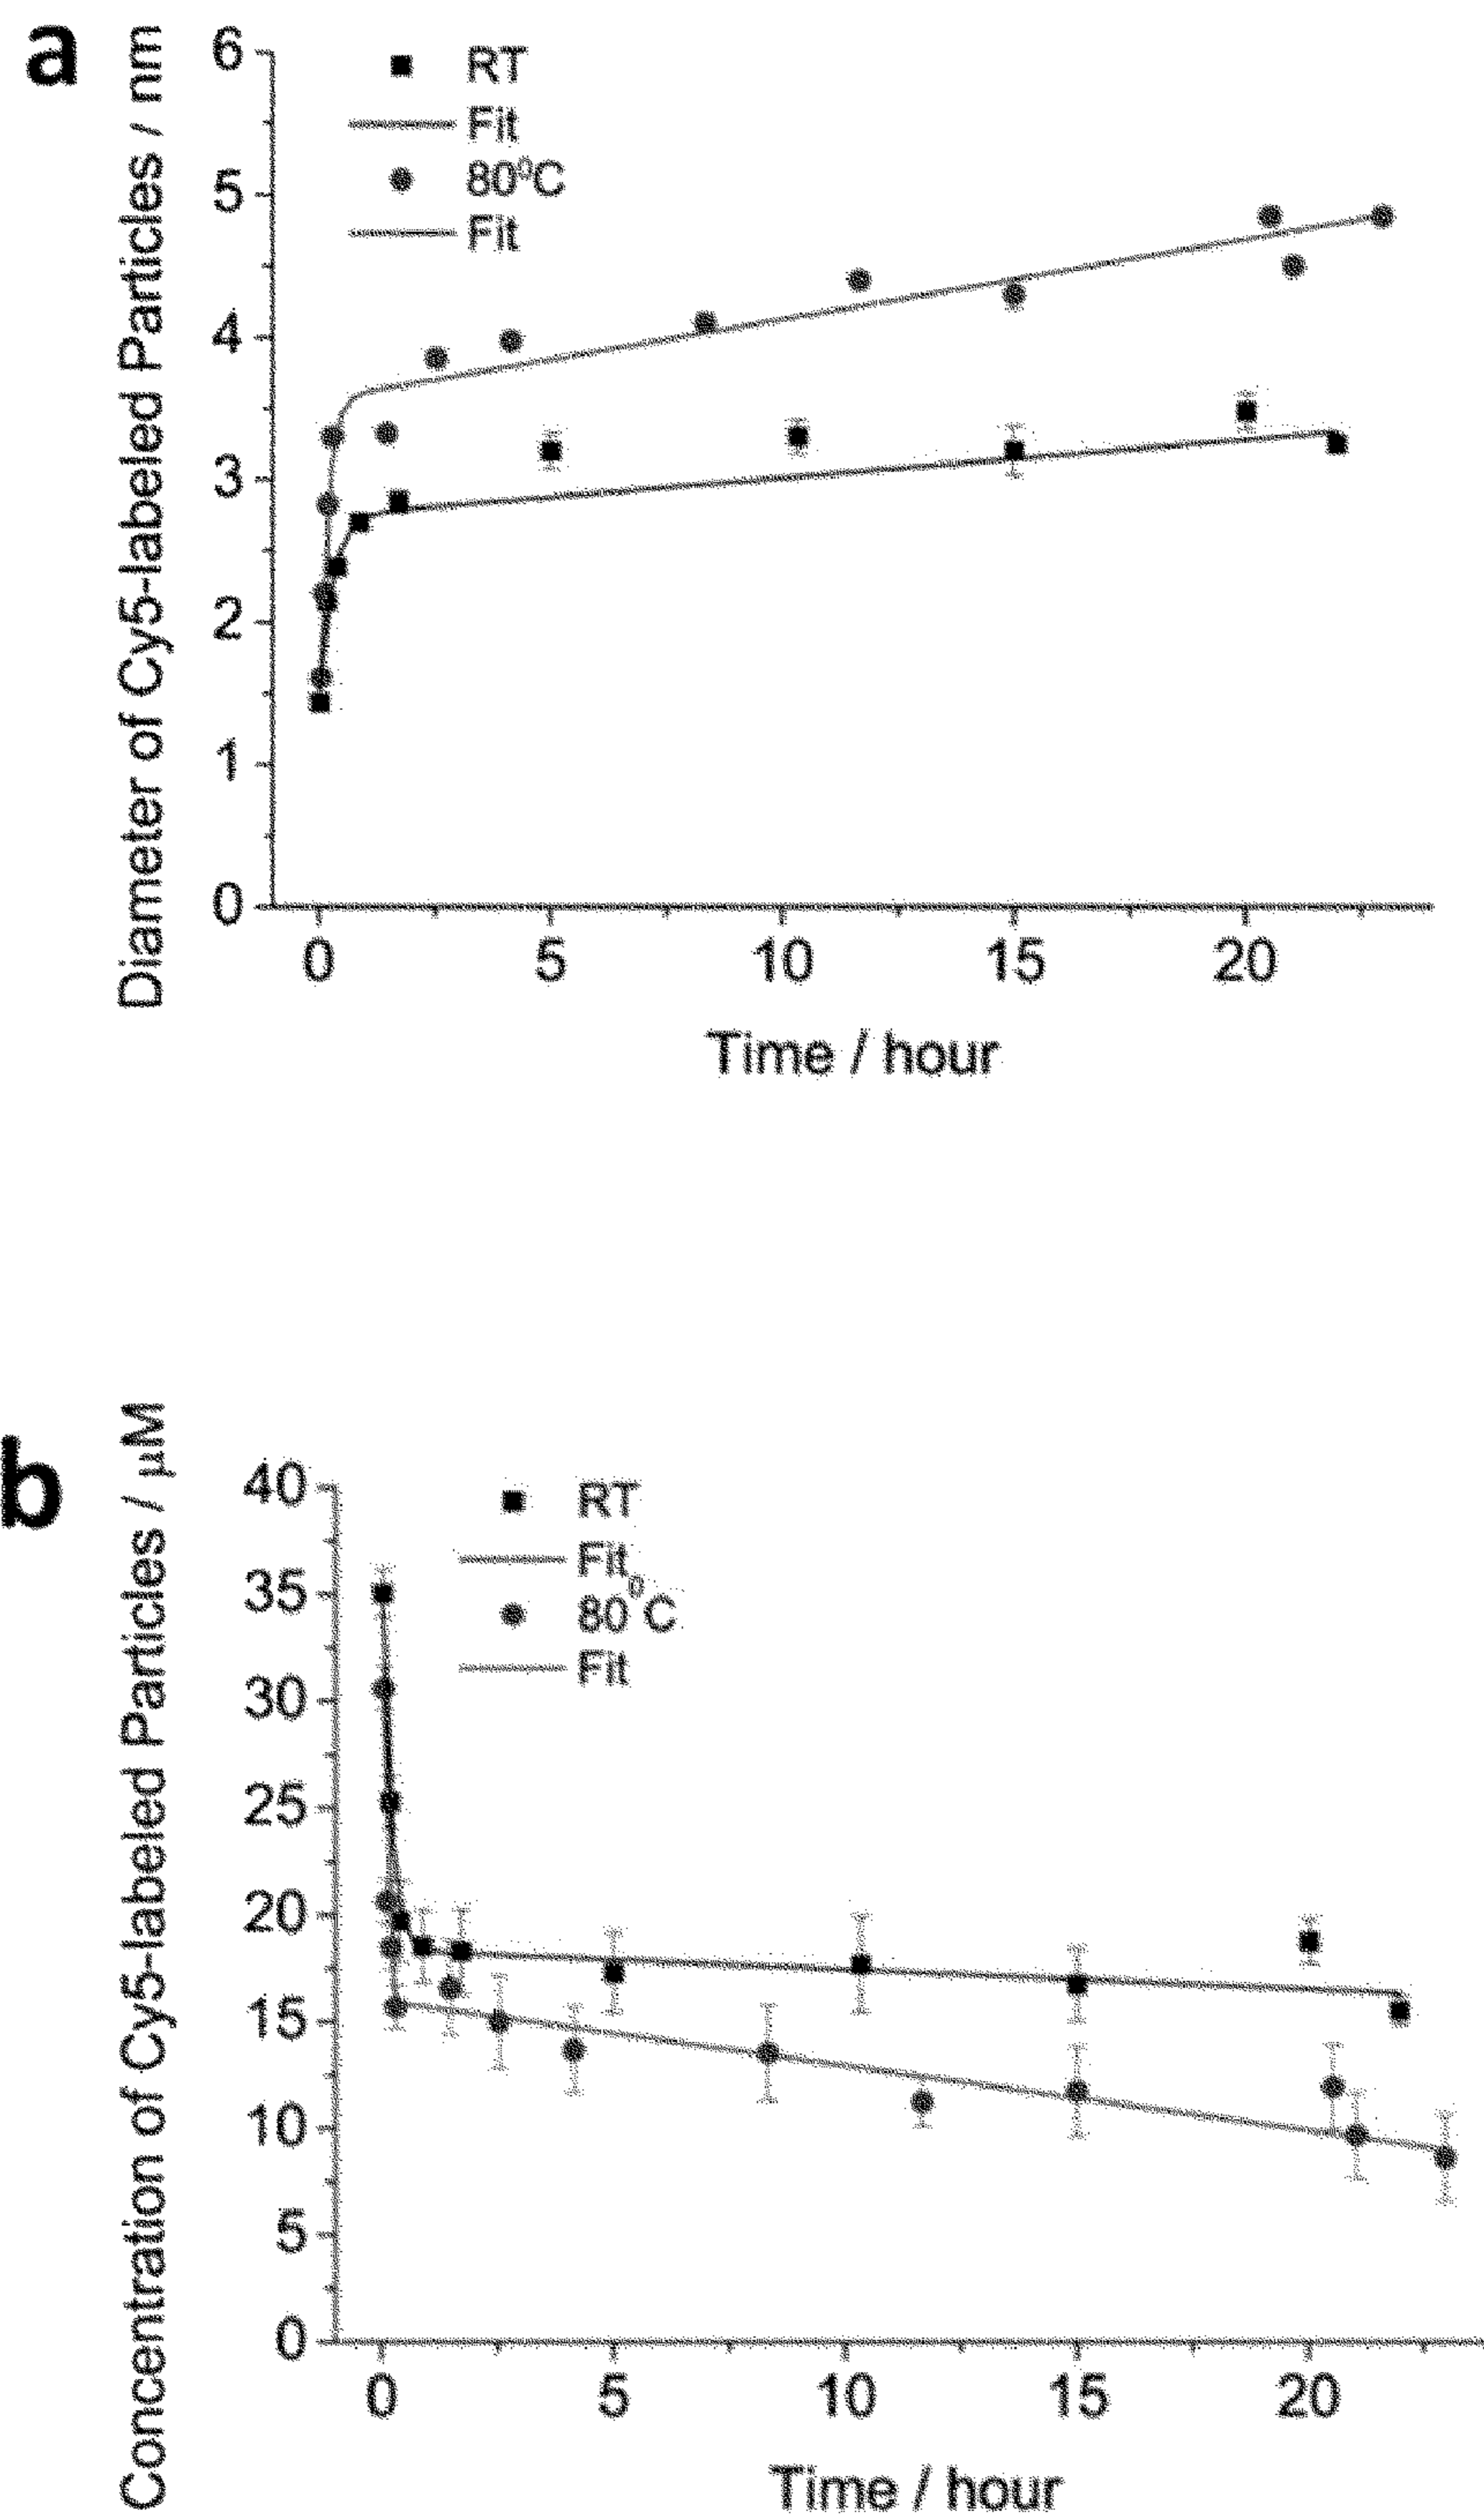 a
Diameter of Cy5-labeled Particles / nm
6
5
4
3
2
1
0
RT
Fit
80⁰C
Fit
0 5 10 15 20
Time / hour
b
Concentration of Cy5-labeled Particles / µM
40
35
30
25
20
15
10
5
0
RT
Fit
80⁰C
Fit
0 5 10 15 20
Time / hour